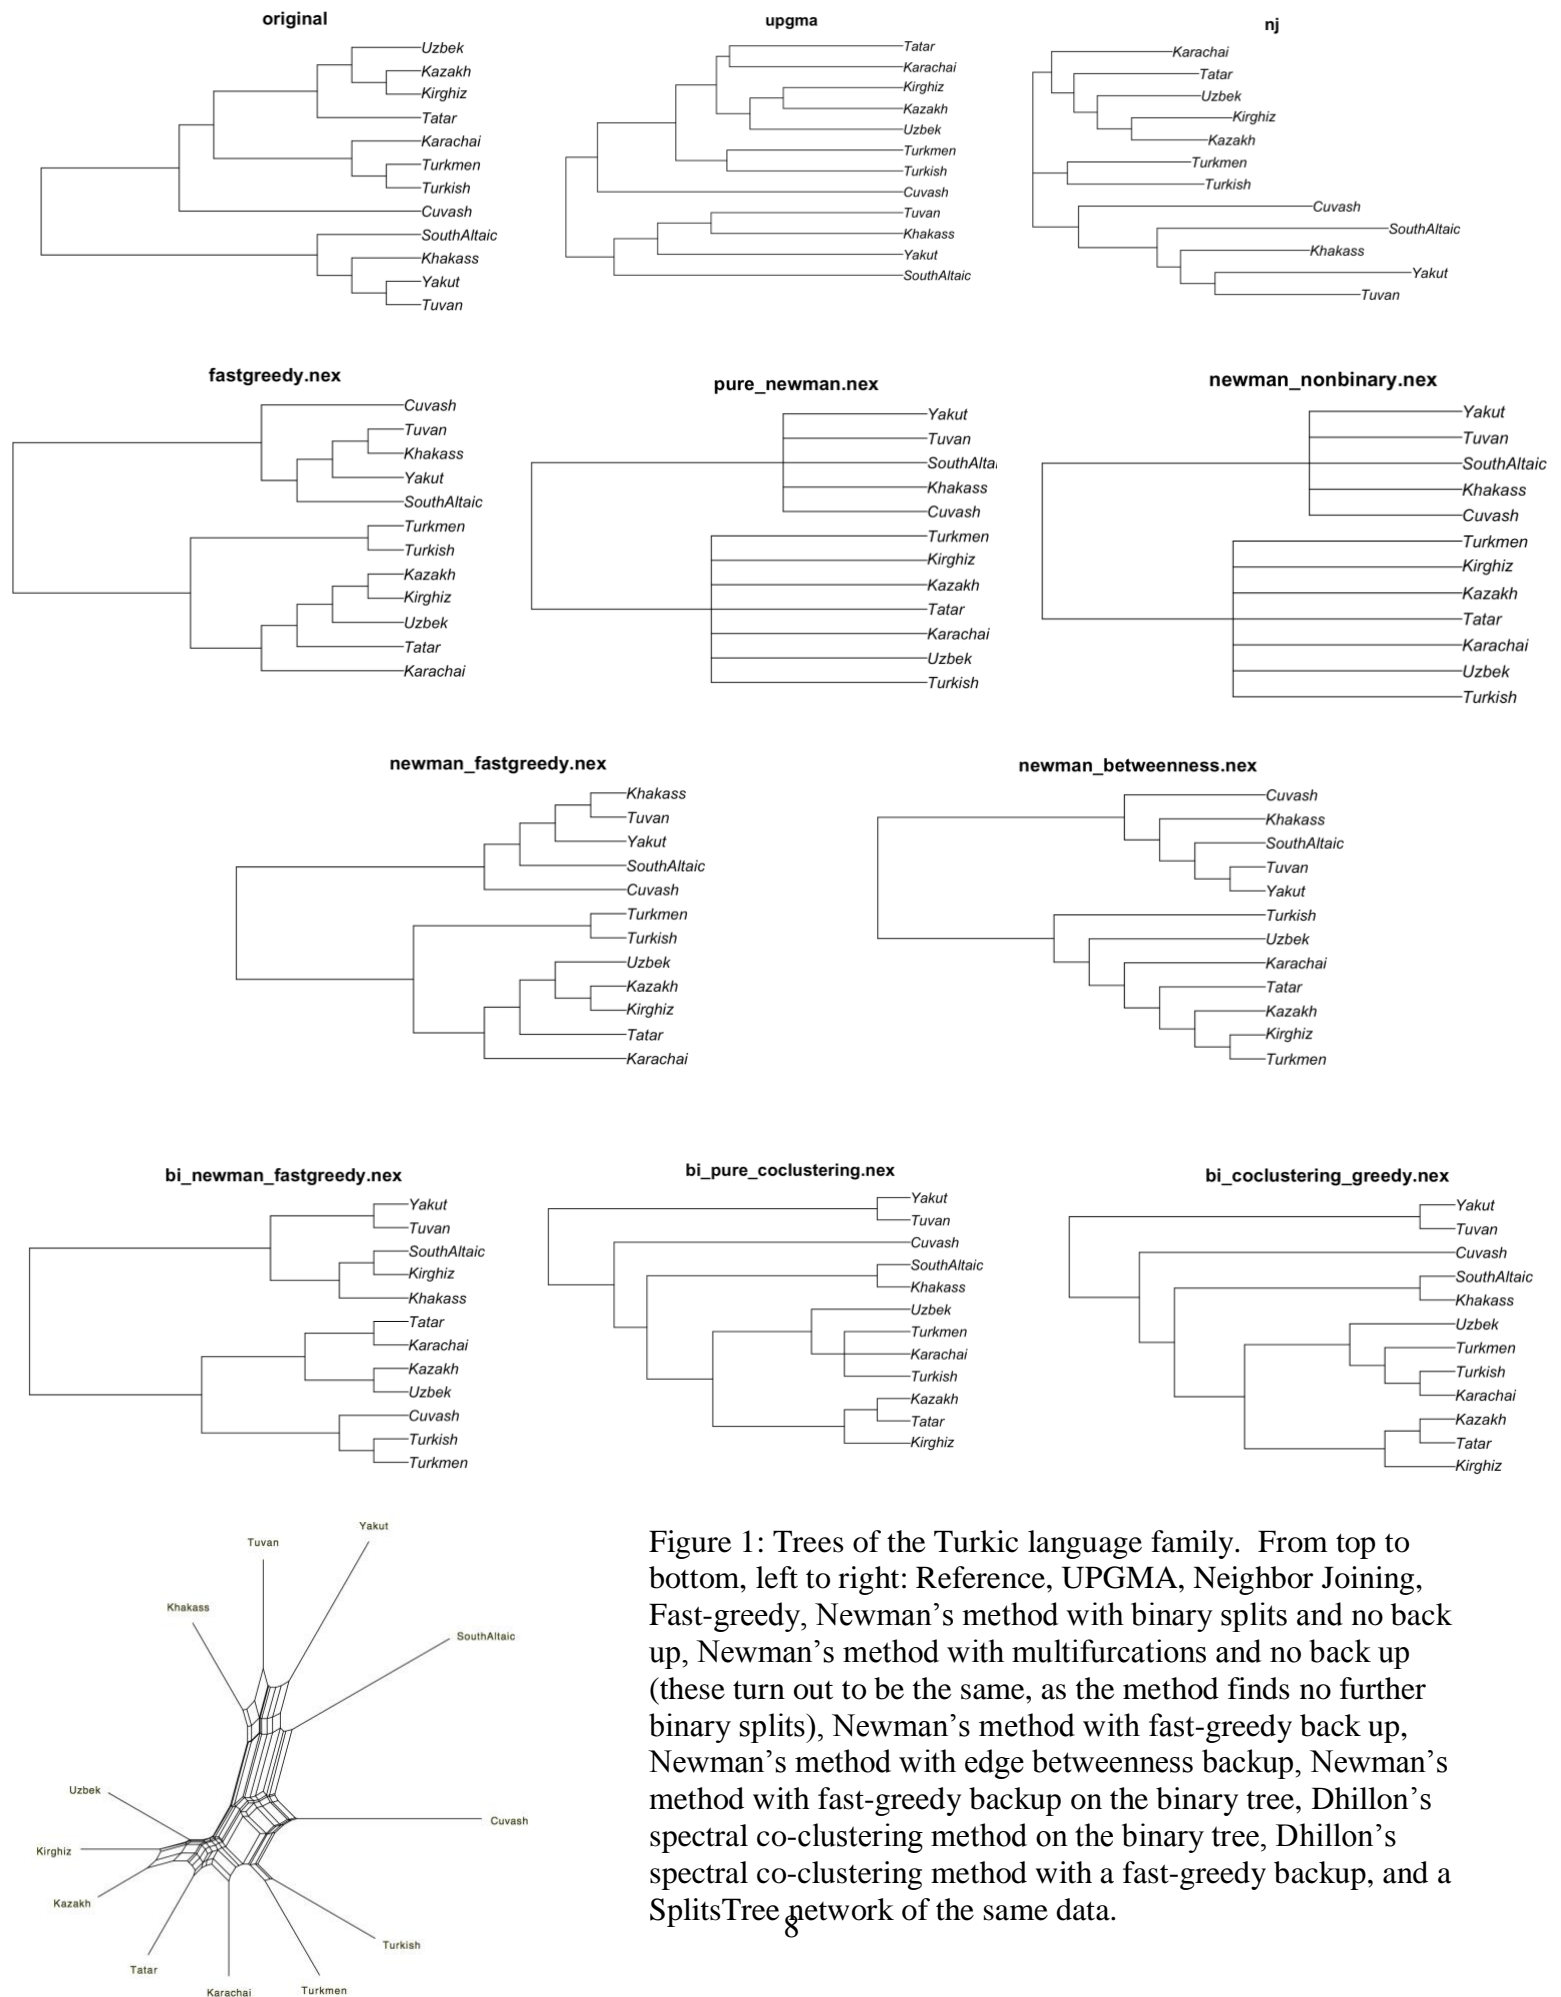 original
Uzbek
Kazakh
Kirghiz
Tatar
Karachai
Turkmen
Turkish
Cuvash
SouthAltaic
Khakass
Yakut
Tuvan
upgma
Tatar
Karachai
Kirghiz
Kazakh
Uzbek
Turkmen
Turkish
Cuvash
Tuvan
Khakass
Yakut
SouthAltaic
nj
Karachai
Tatar
Uzbek
Kirghiz
Kazakh
Turkmen
Turkish
Cuvash
SouthAltaic
Khakass
Yakut
Tuvan
fastgreedy.nex
Cuvash
Tuvan
Khakass
Yakut
SouthAltaic
Turkmen
Turkish
Kazakh
Kirghiz
Uzbek
Tatar
Karachai
pure_newman.nex
Yakut
Tuvan
SouthAltai
Khakass
Cuvash
Turkmen
Kirghiz
Kazakh
Tatar
Karachai
Uzbek
Turkish
newman_nonbinary.nex
Yakut
Tuvan
SouthAltaic
Khakass
Cuvash
Turkmen
Kirghiz
Kazakh
Tatar
Karachai
Uzbek
Turkish
newman_fastgreedy.nex
Khakass
Tuvan
Yakut
SouthAltaic
Cuvash
Turkmen
Turkish
Uzbek
Kazakh
Kirghiz
Tatar
Karachai
newman_betweenness.nex
Cuvash
Khakass
SouthAltaic
Tuvan
Yakut
Turkish
Uzbek
Karachai
Tatar
Kazakh
Kirghiz
Turkmen
bi_newman_fastgreedy.nex
Yakut
Tuvan
SouthAltaic
Kirghiz
Khakass
Tatar
Karachai
Kazakh
Uzbek
Cuvash
Turkish
Turkmen
bi_pure_coclustering.nex
Yakut
Tuvan
Cuvash
SouthAltaic
Khakass
Uzbek
Turkmen
Karachai
Turkish
Kazakh
Tatar
Kirghiz
bi_coclustering_greedy.nex
Yakut
Tuvan
Cuvash
SouthAltaic
Khakass
Uzbek
Turkmen
Turkish
Karachai
Kazakh
Tatar
Kirghiz
Yakut
Tuvan
Khakass
SouthAltaic
Uzbek
Cuvash
Kirghiz
Kazakh
Turkish
Tatar
Karachai
Turkmen
Figure 1: Trees of the Turkic language family. From top to
bottom, left to right: Reference, UPGMA, Neighbor Joining,
Fast-greedy, Newman’s method with binary splits and no back
up, Newman’s method with multifurcations and no back up
(these turn out to be the same, as the method finds no further
binary splits), Newman’s method with fast-greedy back up,
Newman’s method with edge betweenness backup, Newman’s
method with fast-greedy backup on the binary tree, Dhillon’s
spectral co-clustering method on the binary tree, Dhillon’s
spectral co-clustering method with a fast-greedy backup, and a
SplitsTree network of the same data.
8